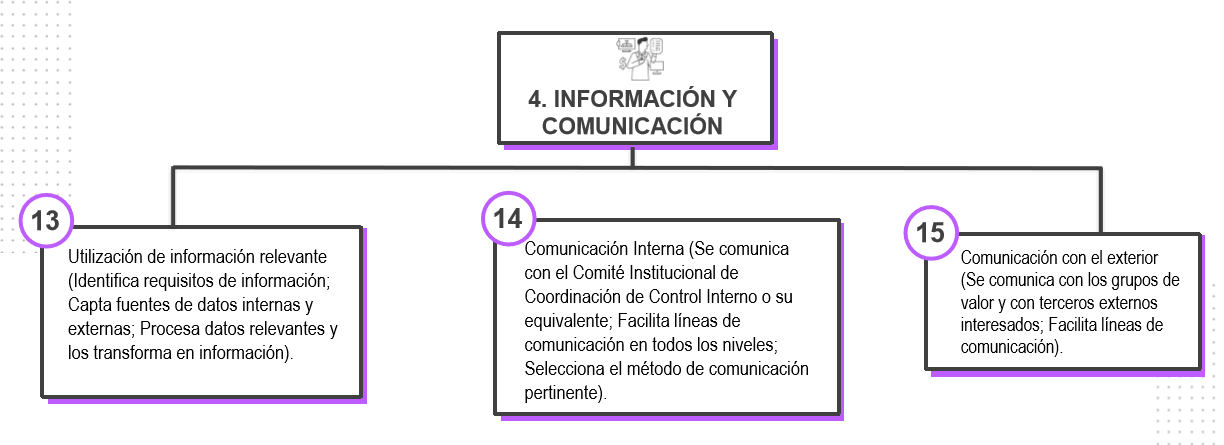 4. INFORMACIÓN Y
COMUNICACIÓN
13
Utilización de información relevante
(Identifica requisitos de información;
Capta fuentes de datos internas y
externas; Procesa datos relevantes y
los transforma en información).
14
Comunicación Interna (Se comunica
con el Comité Institucional de
Coordinación de Control Interno o su
equivalente; Facilita líneas de
comunicación en todos los niveles;
Selecciona el método de comunicación
pertinente).
15
Comunicación con el exterior
(Se comunica con los grupos de
valor y con terceros externos
interesados; Facilita líneas de
comunicación).